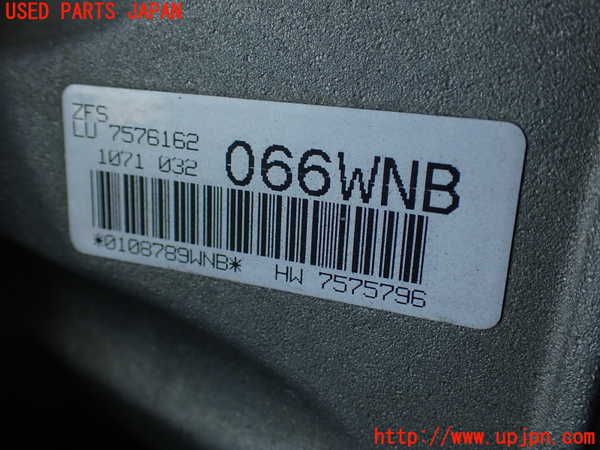 USED PARTS JAPAN
ZFS
LU 7576162
1071 032 066WNB
*0108789WNB* HW 7575796
http://www.upjpn.com